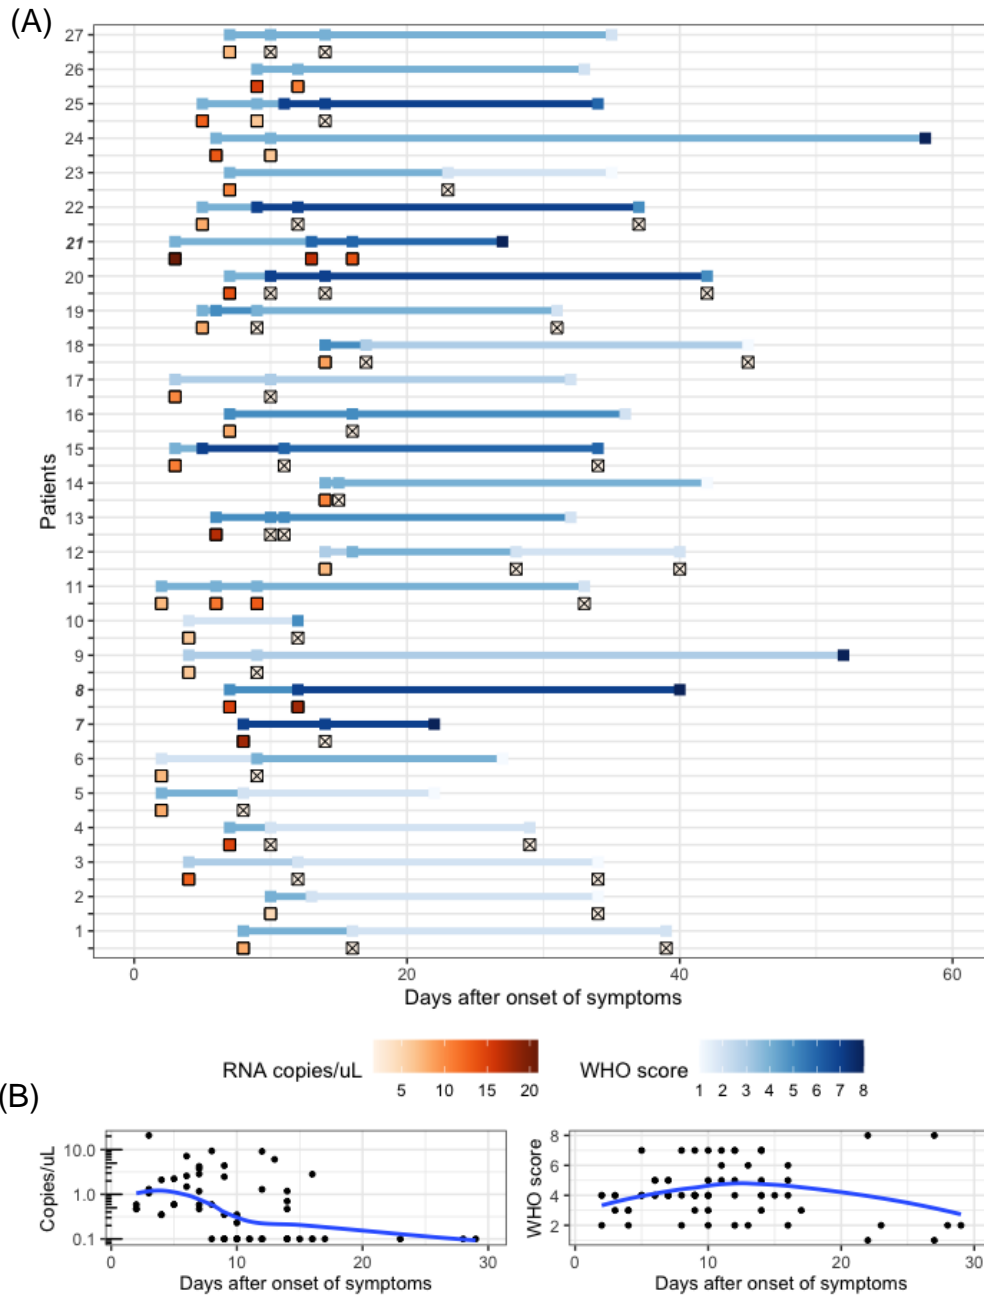 (A)
27
26
25
24
23
22
21
20
19
18
17
16
15
14
13
12
11
10
9
8
7
6
5
4
3
2
1
Patients
0 20 40 60
Days after onset of symptoms
RNA copies/uL
5 10 15 20
WHO score
1 2 3 4 5 6 7 8
(B)
Copies/uL
10.0
1.0
0.1
0 10 20 30
Days after onset of symptoms
WHO score
8
6
4
2
0 10 20 30
Days after onset of symptoms